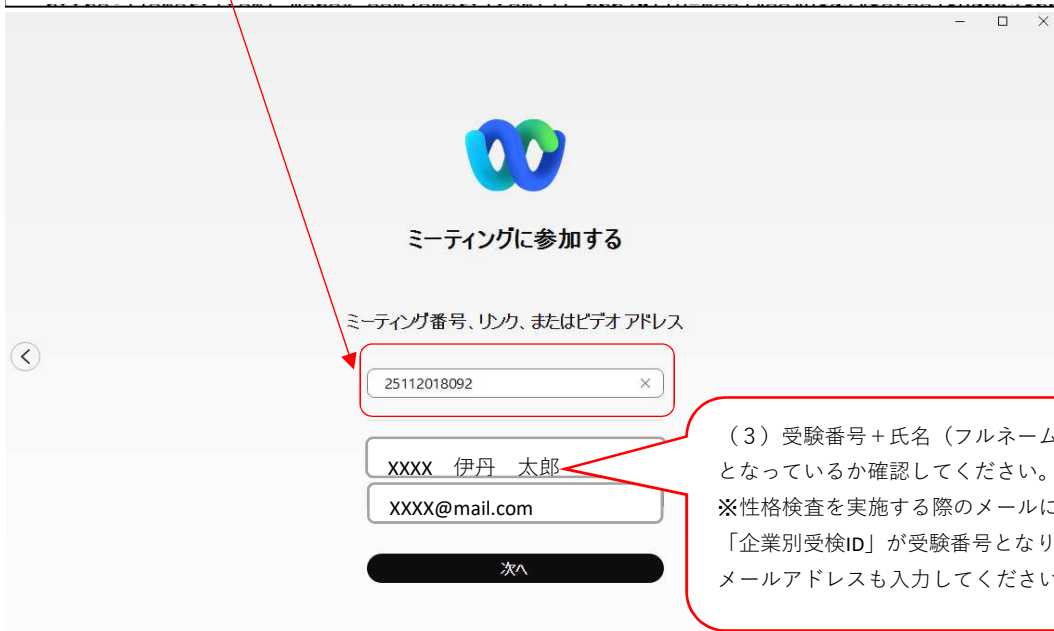 ミーティングに参加する
ミーティング番号、リンク、またはビデオ アドレス
25112018092
XXXX 伊丹 太郎
XXXX@mail.com
次へ
(3)受験番号+氏名(フルネーム
となっているか確認してください。
※性格検査を実施する際のメールに
「企業別受検ID」が受験番号となり
メールアドレスも入力してください